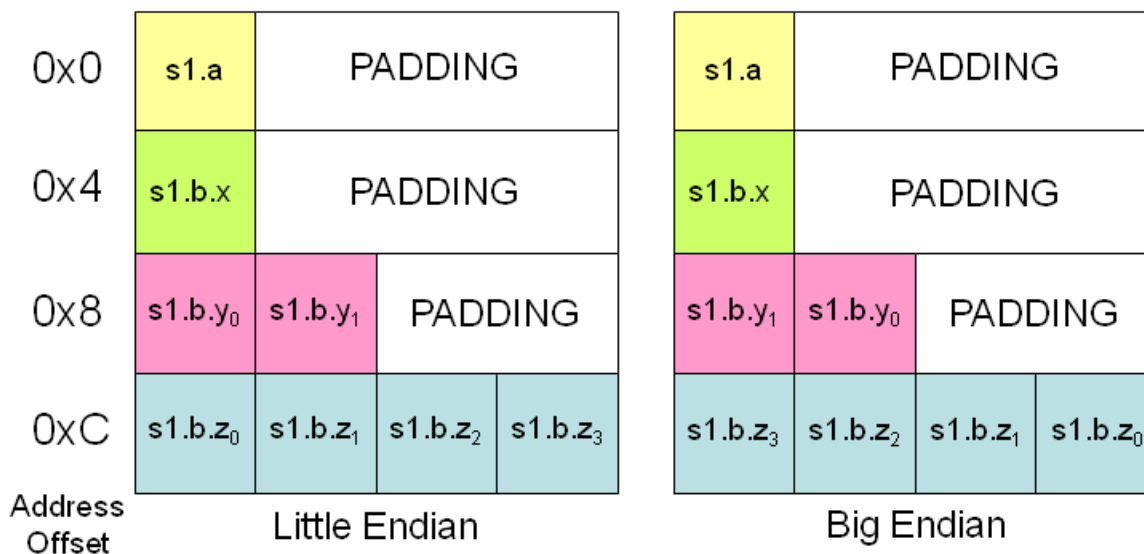 0x0 s1.a PADDING s1.a PADDING
0x4 s1.b.x PADDING s1.b.x PADDING
0x8 s1.b.y₀ s1.b.y₁ PADDING s1.b.y₁ s1.b.y₀ PADDING
0xC s1.b.z₀ s1.b.z₁ s1.b.z₂ s1.b.z₃ s1.b.z₃ s1.b.z₂ s1.b.z₁ s1.b.z₀
Address
Offset
Little Endian Big Endian